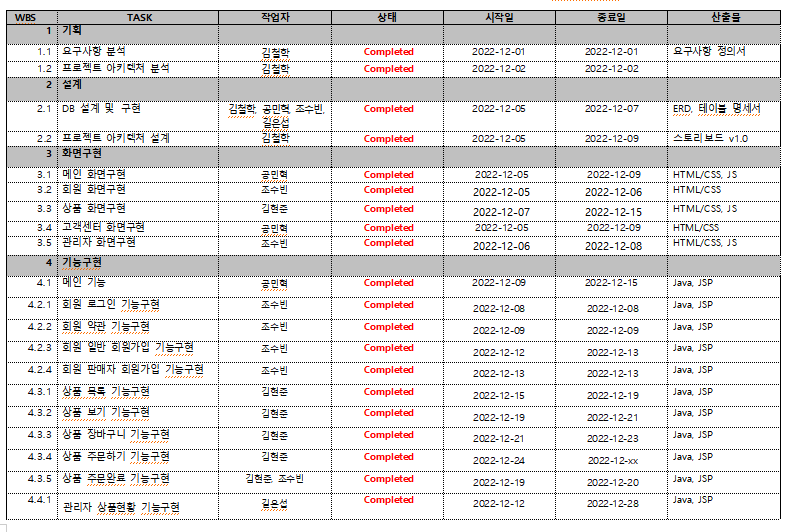 WBS TASK 작업자 상태 시작일 종료일 산출물
1 기획
1.1 요구사항 분석 김철학 Completed 2022-12-01 2022-12-01 요구사항 정의서
1.2 프로젝트 아키텍처 분석 김철학 Completed 2022-12-02 2022-12-02
2 설계
2.1 DB 설계 및 구현 김철학, 공민혁 조수빈, Completed 2022-12-05 2022-12-07 ERD, 테이블 명세서
김은섭
2.2 프로젝트 아키텍처 설계 김철학 Completed 2022-12-05 2022-12-09 스토리보드 v1.0
3 화면구현
3.1 메인 화면구현 공민혁 Completed 2022-12-05 2022-12-09 HTML/CSS, JS
3.2 회원 화면구현 조수빈 Completed 2022-12-05 2022-12-06 HTML/CSS
3.3 상품 화면구현 김현준 Completed 2022-12-07 2022-12-15 HTML/CSS, JS
3.4 고객센터 화면구현 공민혁 Completed 2022-12-05 2022-12-09 HTML/CSS
3.5 관리자 화면구현 조수빈 Completed 2022-12-06 2022-12-08 HTML/CSS, JS
4 기능구현
4.1 메인 기능 공민혁 Completed 2022-12-09 2022-12-15 Java, JSP
4.2.1 회원 로그인 기능구현 조수빈 Completed 2022-12-08 2022-12-08 Java, JSP
4.2.2 회원 약관 기능구현 조수빈 Completed 2022-12-09 2022-12-09 Java, JSP
4.2.3 회원 일반 회원가입 기능구현 조수빈 Completed 2022-12-12 2022-12-13 Java, JSP
4.2.4 회원 판매자 회원가입 기능구현 조수빈 Completed 2022-12-13 2022-12-13 Java, JSP
4.3.1 상품 목록 기능구현 김현준 Completed 2022-12-15 2022-12-19 Java, JSP
4.3.2 상품 보기 기능구현 김현준 Completed 2022-12-19 2022-12-21 Java, JSP
4.3.3 상품 장바구니 기능구현 김현준 Completed 2022-12-21 2022-12-23 Java, JSP
4.3.4 상품 주문하기 기능구현 김현준 Completed 2022-12-24 2022-12-xx Java, JSP
4.3.5 상품 주문완료 기능구현 김현준, 조수빈 Completed 2022-12-19 2022-12-20 Java, JSP
4.4.1 관리자 상품현황 기능구현 김은섭 Completed 2022-12-12 2022-12-28 Java, JSP